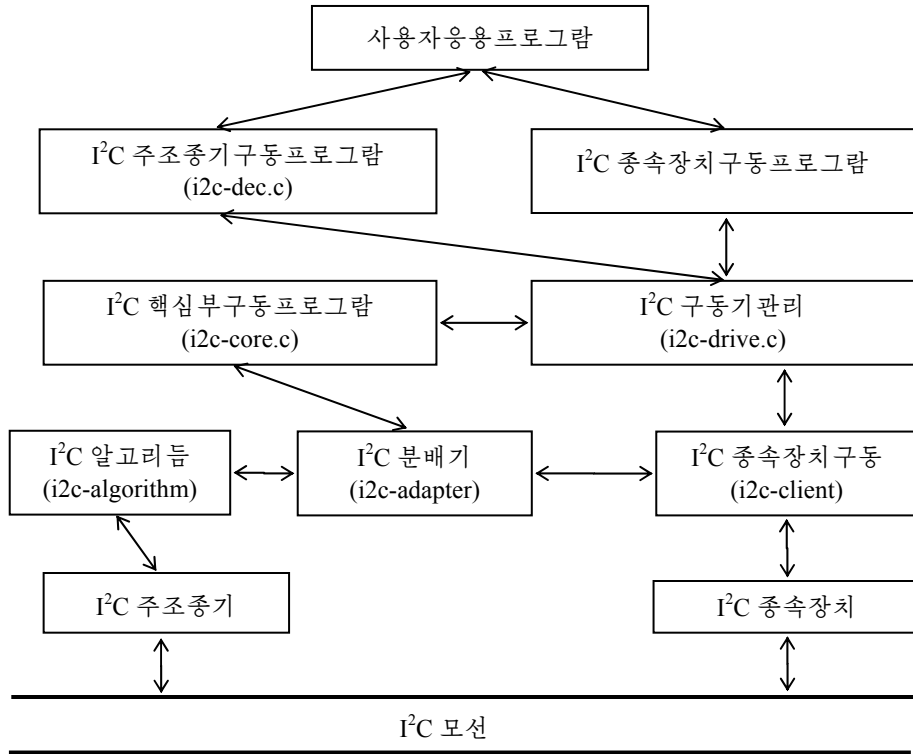 사용자응용프로그람
I²C 주조종기구동프로그람
(i2c-dec.c)
I²C 종속장치구동프로그람
I²C 핵심부구동프로그람
(i2c-core.c)
I²C 구동기관리
(i2c-drive.c)
I²C 알고리듬
(i2c-algorithm)
I²C 분배기
(i2c-adapter)
I²C 종속장치구동
(i2c-client)
I²C 주조종기
I²C 종속장치
I²C 모선